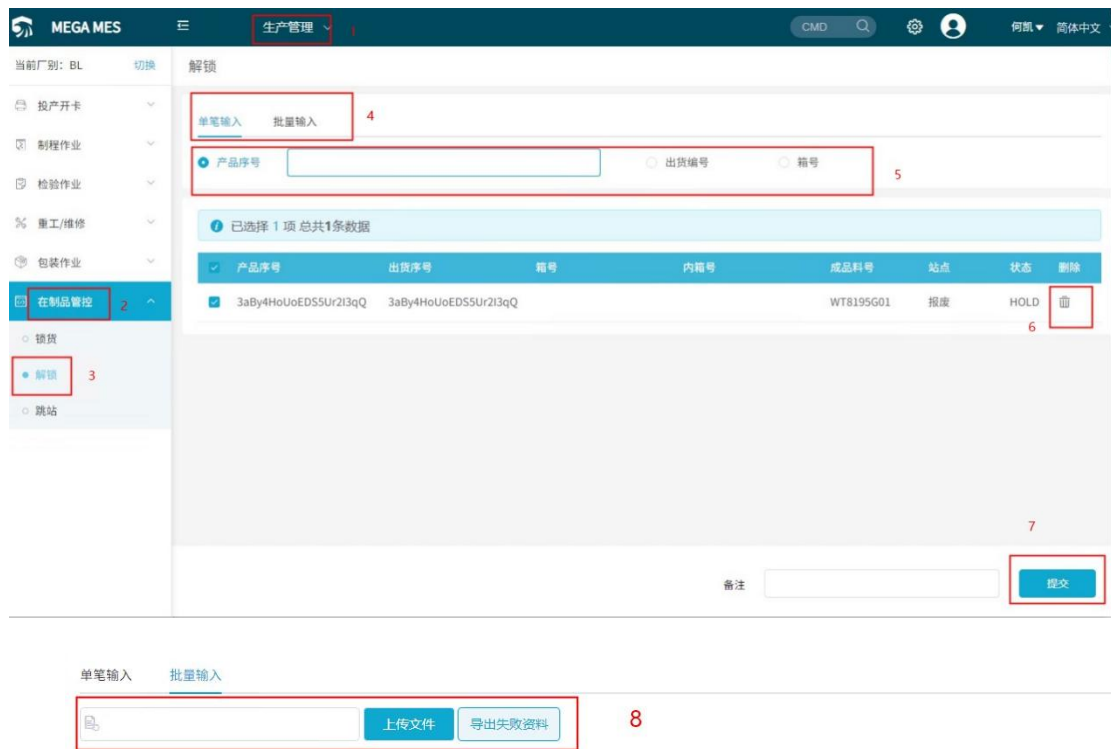 MEGA MES
生产管理
1
CMD
何凯
简体中文
当前厂别：BL
切换
解锁
投产开卡
制程作业
检验作业
重工/维修
包装作业
在制品管控
2
锁货
解锁
3
跳站
单笔输入
批量输入
4
产品序号
出货编号
箱号
5
已选择 1 项 总共1条数据
产品序号
出货序号
箱号
内箱号
成品料号
站点
状态
删除
3aBy4HoUoEDS5Ur2I3qQ
3aBy4HoUoEDS5Ur2I3qQ
WT8195G01
报废
HOLD
6
7
备注
提交
单笔输入
批量输入
上传文件
导出失败资料
8